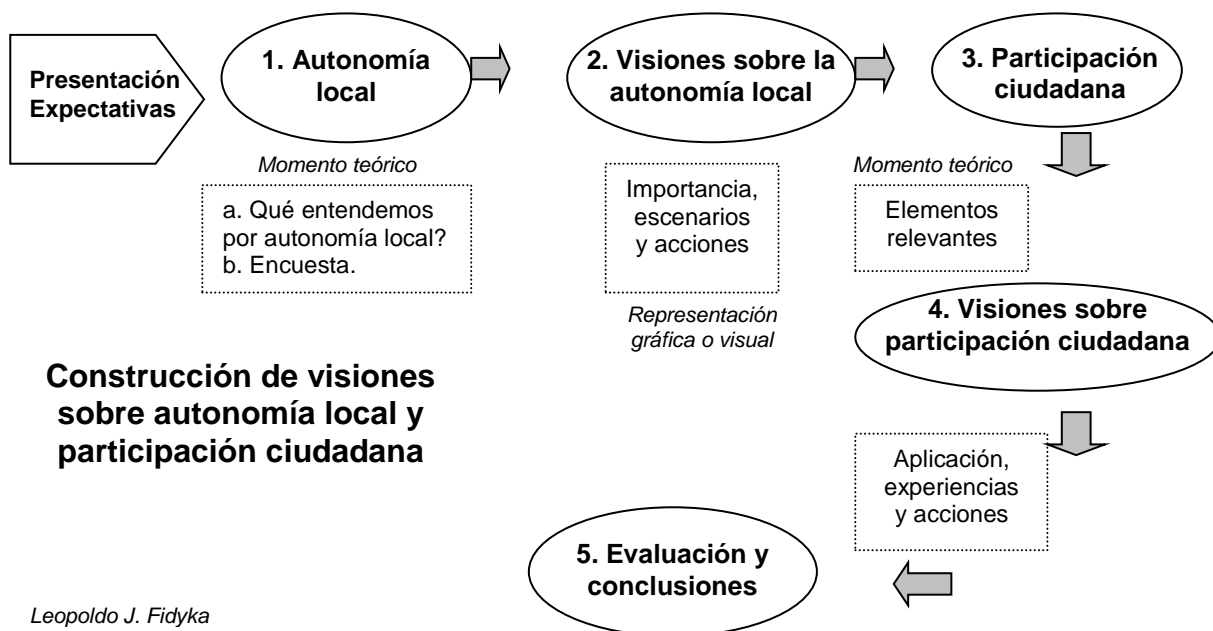 Presentación
Expectativas
1. Autonomía
local
Momento teórico
a. Qué entendemos
por autonomía local?
b. Encuesta.
2. Visiones sobre la
autonomía local
Importancia,
escenarios
y acciones
Representación
gráfica o visual
3. Participación
ciudadana
Momento teórico
Elementos
relevantes
4. Visiones sobre
participación ciudadana
Aplicación,
experiencias
y acciones
5. Evaluación y
conclusiones
Construcción de visiones
sobre autonomía local y
participación ciudadana
Leopoldo J. Fidyka